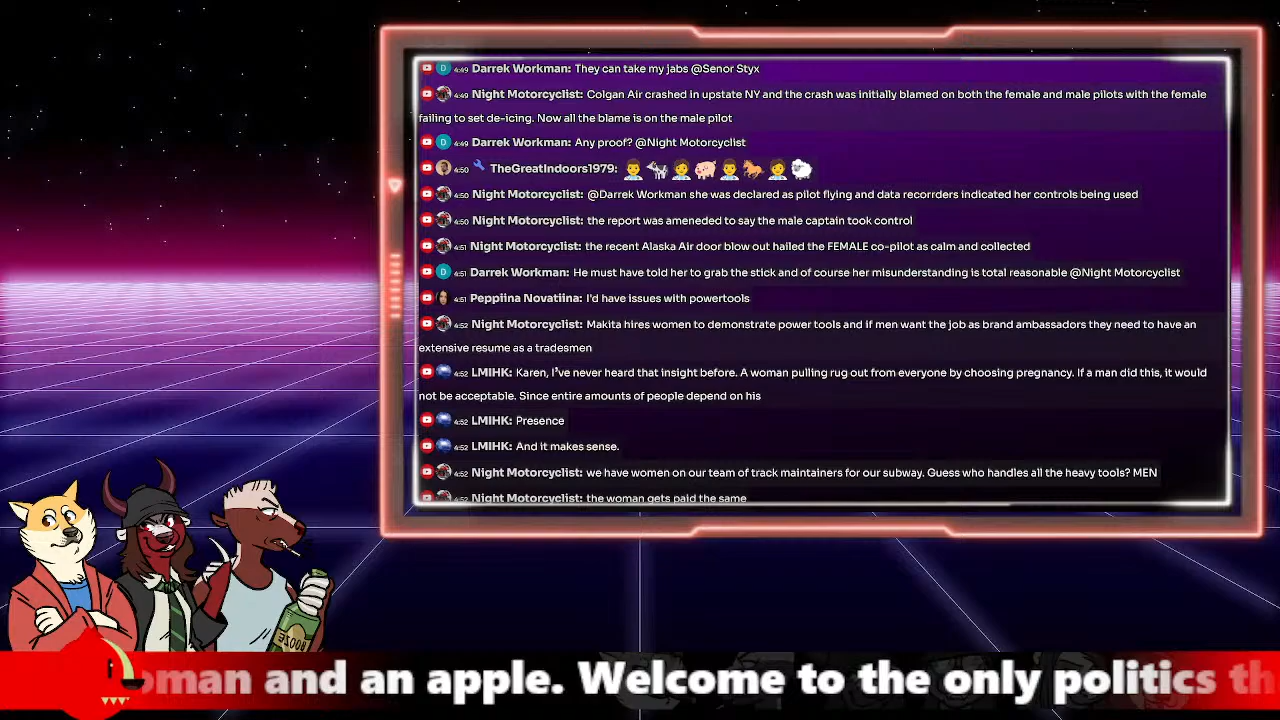 D 4:49 Darrek Workman: They can take my jabs @Senor Styx
4:49 Night Motorcyclist: Colgan Air crashed in upstate NY and the crash was initially blamed on both the female and male pilots with the female
failing to set de-icing. Now all the blame is on the male pilot
D 4:49 Darrek Workman: Any proof? @Night Motorcyclist
4:50 TheGreatIndoors1979: 👨‍⚕️🐄👩‍⚕️🐖👨‍⚕️🐎👩‍⚕️🐑
4:50 Night Motorcyclist: @Darrek Workman she was declared as pilot flying and data recorrders indicated her controls being used
4:50 Night Motorcyclist: the report was ameneded to say the male captain took control
4:51 Night Motorcyclist: the recent Alaska Air door blow out hailed the FEMALE co-pilot as calm and collected
D 4:51 Darrek Workman: He must have told her to grab the stick and of course her misunderstanding is total reasonable @Night Motorcyclist
4:51 Peppiina Novatiina: I'd have issues with powertools
4:52 Night Motorcyclist: Makita hires women to demonstrate power tools and if men want the job as brand ambassadors they need to have an
extensive resume as a tradesmen
4:52 LMIHK: Karen, I've never heard that insight before. A woman pulling rug out from everyone by choosing pregnancy. If a man did this, it would
not be acceptable. Since entire amounts of people depend on his
4:52 LMIHK: Presence
4:52 LMIHK: And it makes sense.
4:52 Night Motorcyclist: we have women on our team of track maintainers for our subway. Guess who handles all the heavy tools? MEN
4:52 Night Motorcyclist: the woman gets paid the same
BOOZE
oman and an apple. Welcome to the only politics th